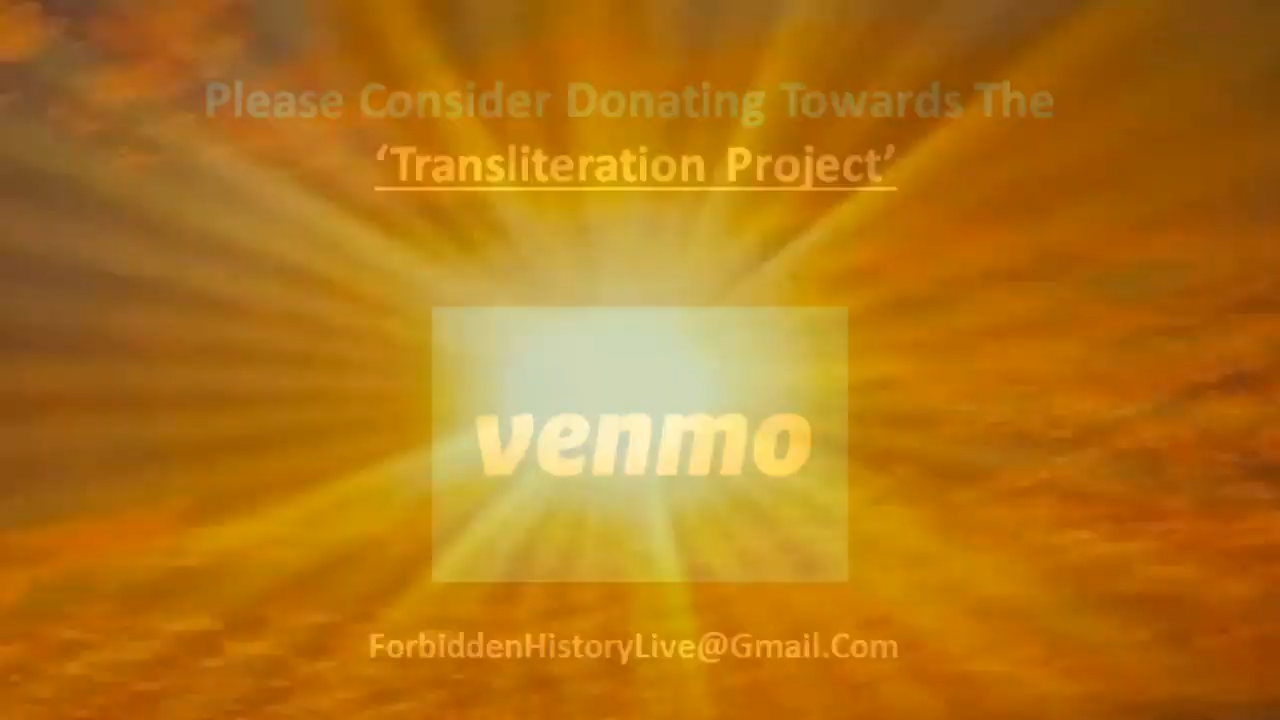 Please Consider Donating Towards The
‘Transliteration Project’
venmo
ForbiddenHistoryLive@Gmail.Com